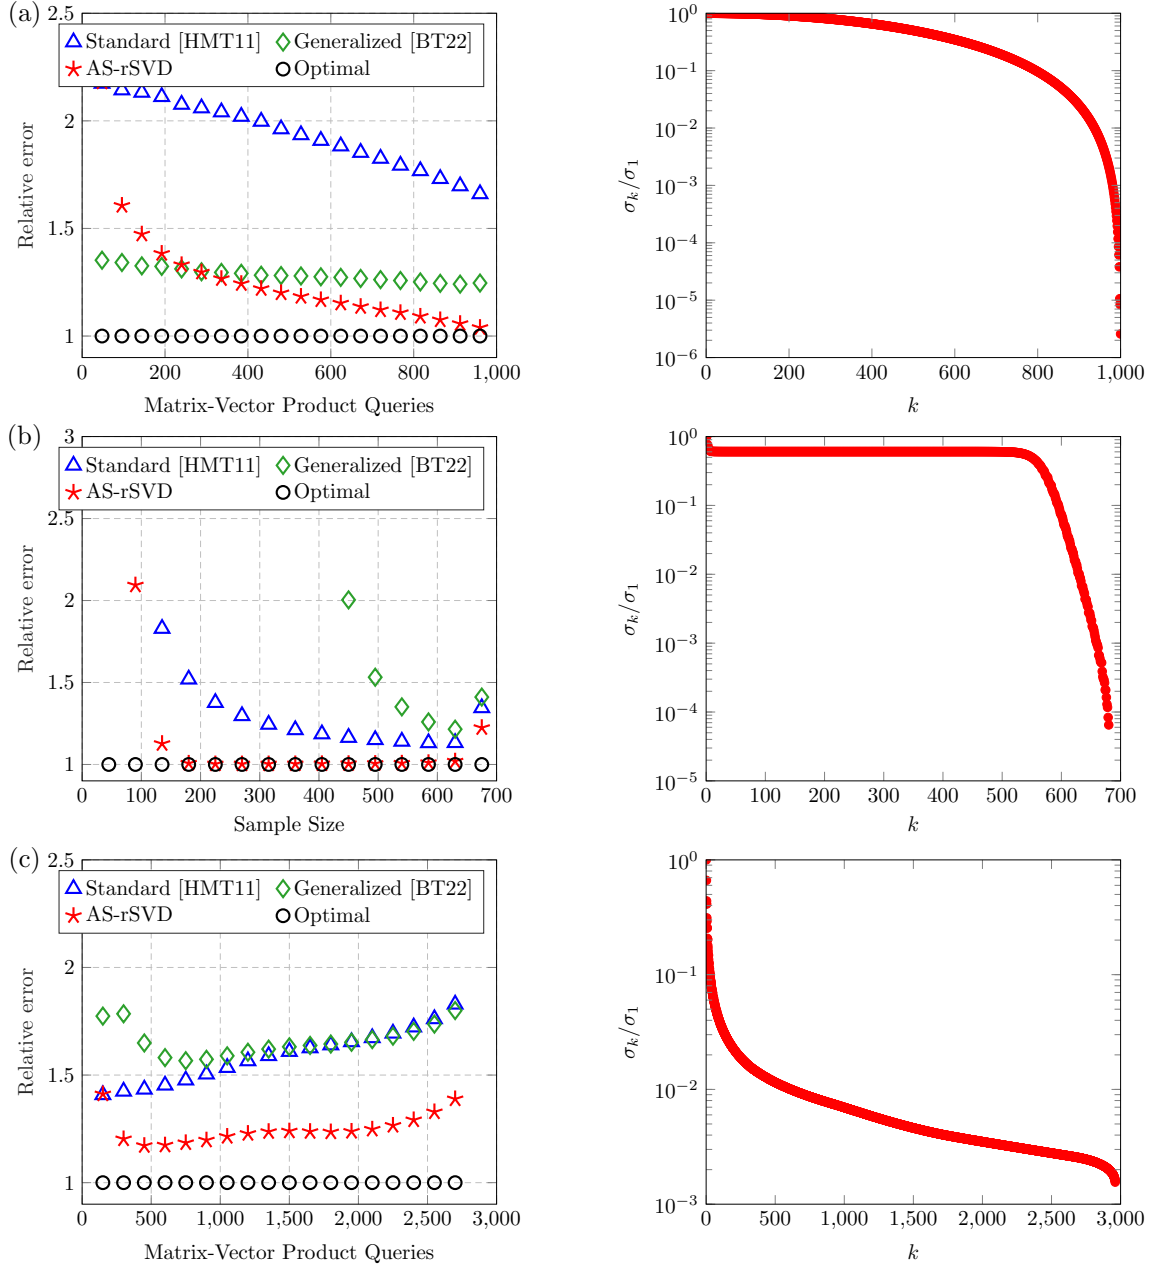 (a)
2.5
2
1.5
1
Relative error
Standard [HMT11] Generalized [BT22]
AS-rSVD Optimal
0 200 400 600 800 1,000
Matrix-Vector Product Queries
10^0
10^−1
10^−2
10^−3
10^−4
10^−5
10^−6
σ_k/σ_1
0 200 400 600 800 1,000
k
(b)
3
2.5
2
1.5
1
Relative error
Standard [HMT11] Generalized [BT22]
AS-rSVD Optimal
0 100 200 300 400 500 600 700
Sample Size
10^0
10^−1
10^−2
10^−3
10^−4
10^−5
σ_k/σ_1
0 100 200 300 400 500 600 700
k
(c)
2.5
2
1.5
1
Relative error
Standard [HMT11] Generalized [BT22]
AS-rSVD Optimal
0 500 1,000 1,500 2,000 2,500 3,000
Matrix-Vector Product Queries
10^0
10^−1
10^−2
10^−3
σ_k/σ_1
0 500 1,000 1,500 2,000 2,500 3,000
k